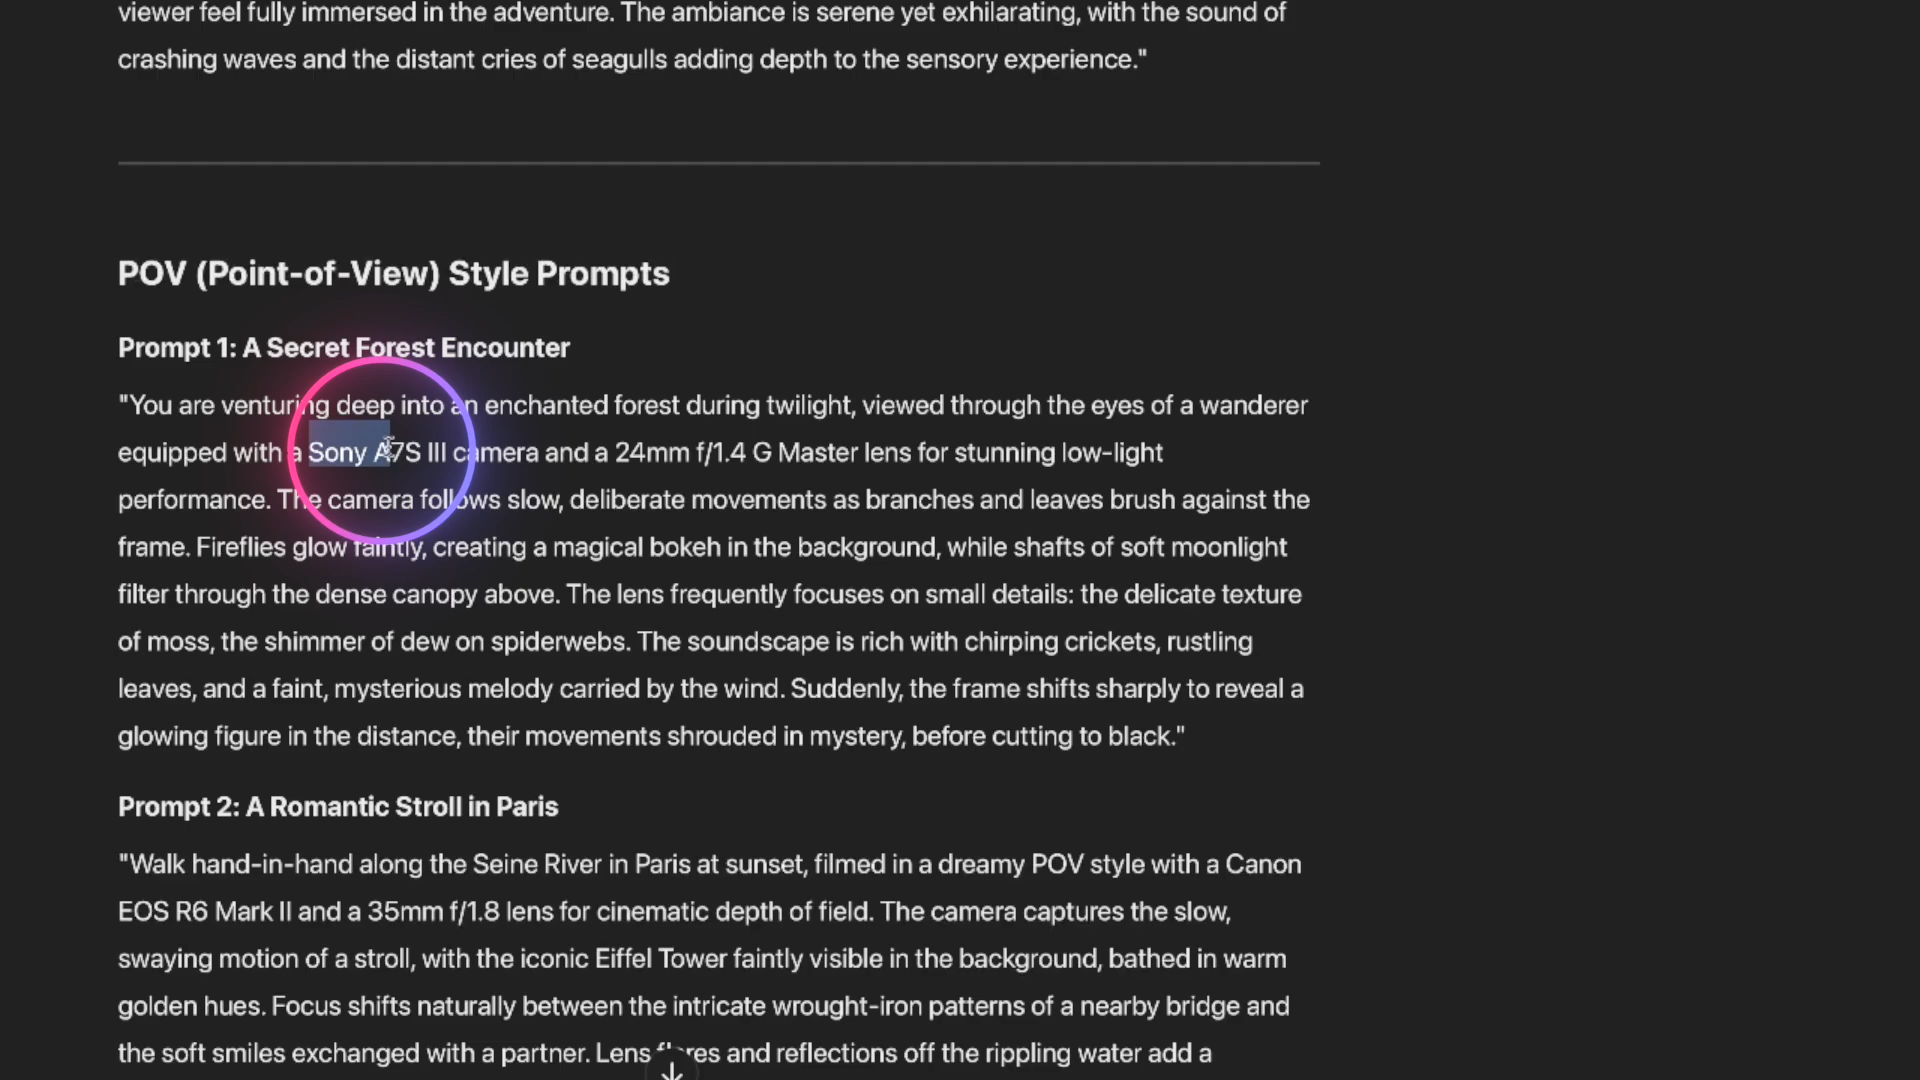 viewer feel fully immersed in the adventure. The ambiance is serene yet exhilarating, with the sound of
crashing waves and the distant cries of seagulls adding depth to the sensory experience."
POV (Point-of-View) Style Prompts
Prompt 1: A Secret Forest Encounter
"You are venturing deep into an enchanted forest during twilight, viewed through the eyes of a wanderer
equipped with a Sony A7S III camera and a 24mm f/1.4 G Master lens for stunning low-light
performance. The camera follows slow, deliberate movements as branches and leaves brush against the
frame. Fireflies glow faintly, creating a magical bokeh in the background, while shafts of soft moonlight
filter through the dense canopy above. The lens frequently focuses on small details: the delicate texture
of moss, the shimmer of dew on spiderwebs. The soundscape is rich with chirping crickets, rustling
leaves, and a faint, mysterious melody carried by the wind. Suddenly, the frame shifts sharply to reveal a
glowing figure in the distance, their movements shrouded in mystery, before cutting to black."
Prompt 2: A Romantic Stroll in Paris
"Walk hand-in-hand along the Seine River in Paris at sunset, filmed in a dreamy POV style with a Canon
EOS R6 Mark II and a 35mm f/1.8 lens for cinematic depth of field. The camera captures the slow,
swaying motion of a stroll, with the iconic Eiffel Tower faintly visible in the background, bathed in warm
golden hues. Focus shifts naturally between the intricate wrought-iron patterns of a nearby bridge and
the soft smiles exchanged with a partner. Lens flares and reflections off the rippling water add a